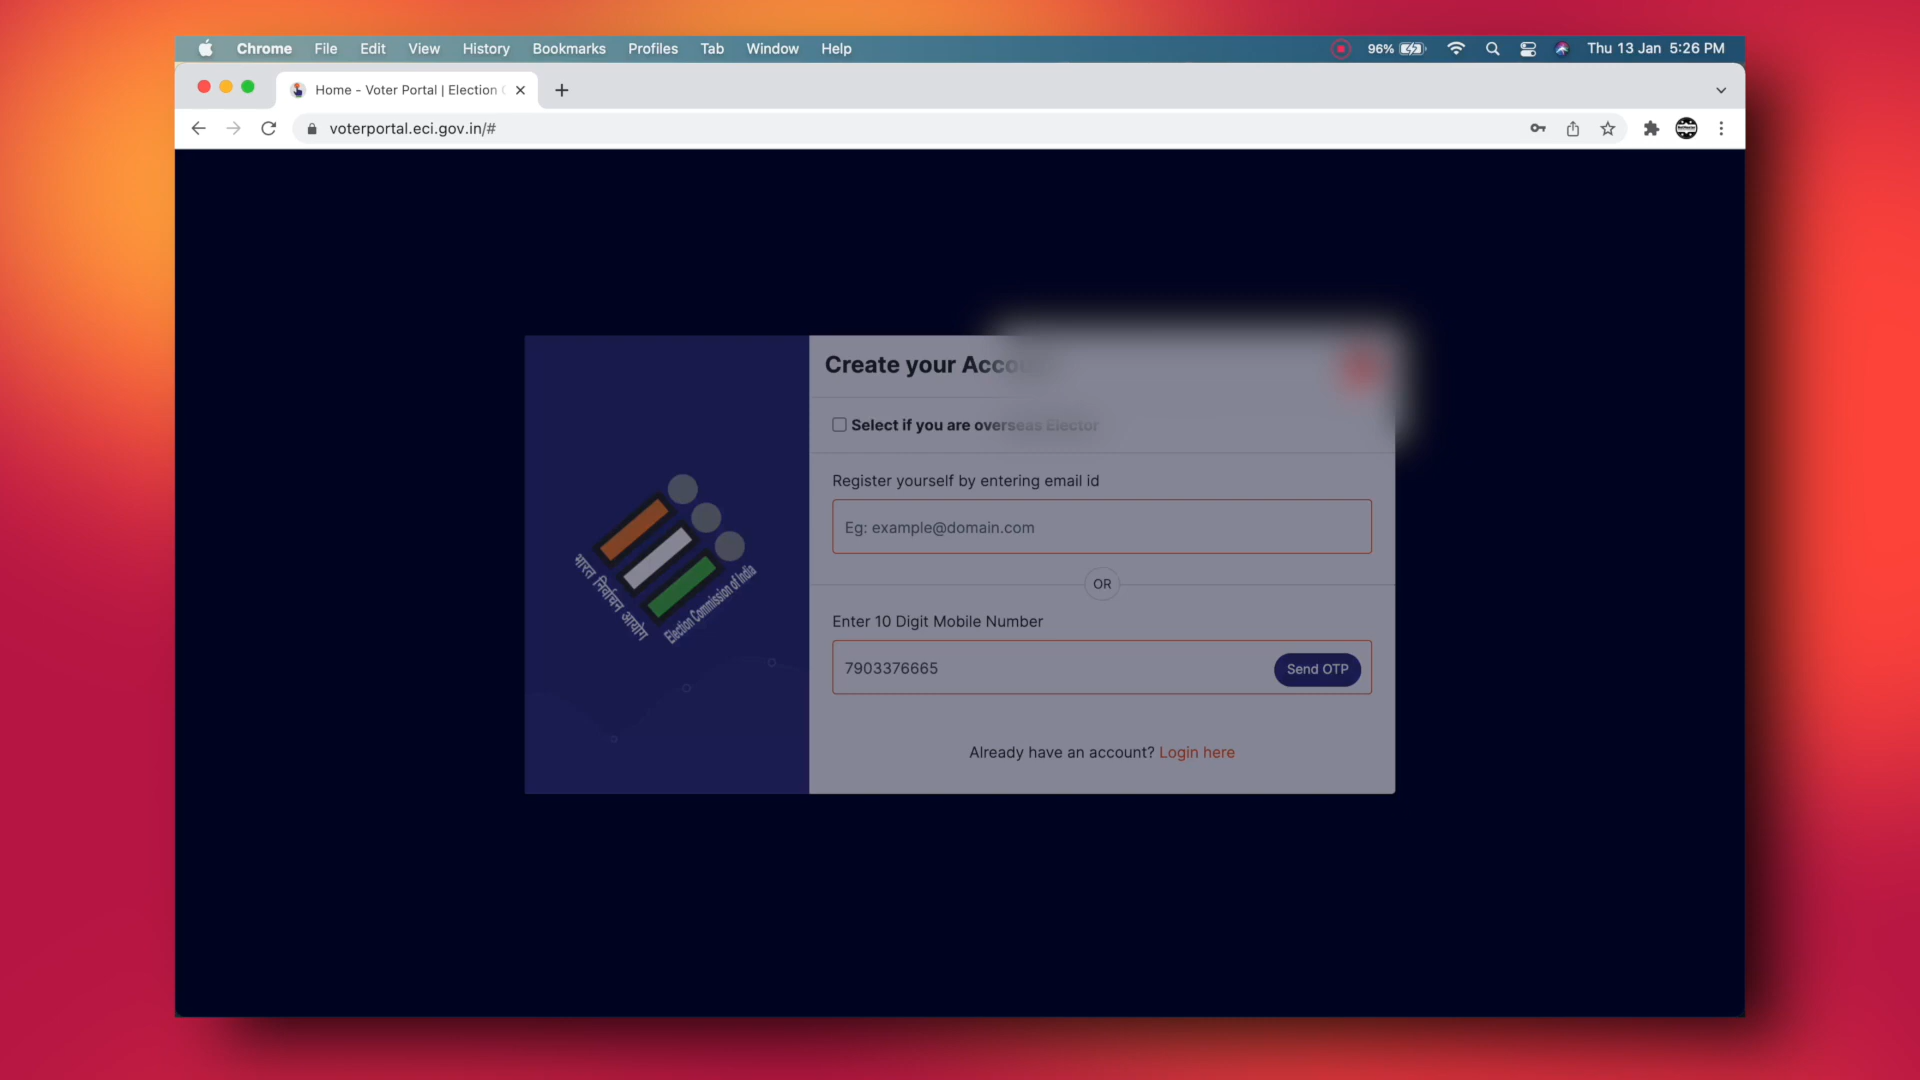 Chrome File Edit View History Bookmarks Profiles Tab Window Help 96% Thu 13 Jan 5:26 PM
Home - Voter Portal | Election
voterportal.eci.gov.in/#
Create your
Select if you are overseas Elector
Register yourself by entering email id
Eg: example@domain.com
OR
Enter 10 Digit Mobile Number
7903376665 Send OTP
Already have an account? Login here
भारत निर्वाचन आयोग
Election Commission of India